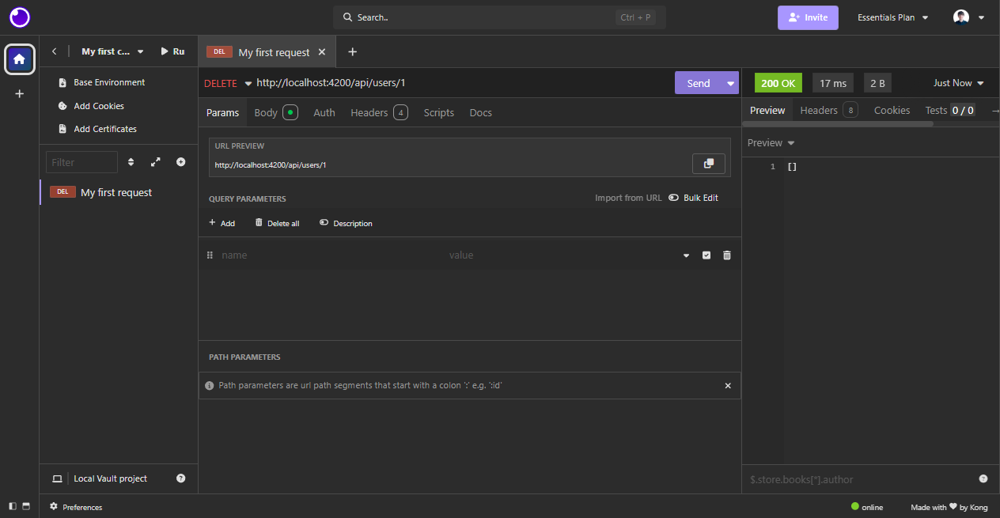 Search..
Ctrl + P
Invite
Essentials Plan
My first c...
Ru
Base Environment
Add Cookies
Add Certificates
Filter
DEL My first request
DEL My first request
DELETE http://localhost:4200/api/users/1
Send
Params Body Auth Headers 4 Scripts Docs
URL PREVIEW
http://localhost:4200/api/users/1
QUERY PARAMETERS
Import from URL Bulk Edit
Add Delete all Description
name value
PATH PARAMETERS
Path parameters are url path segments that start with a colon ':' e.g. ':id'
200 OK 17 ms 2 B Just Now
Preview Headers 8 Cookies Tests 0 / 0
Preview
1 []
$.store.books[*].author
Local Vault project
Preferences
online
Made with ❤ by Kong